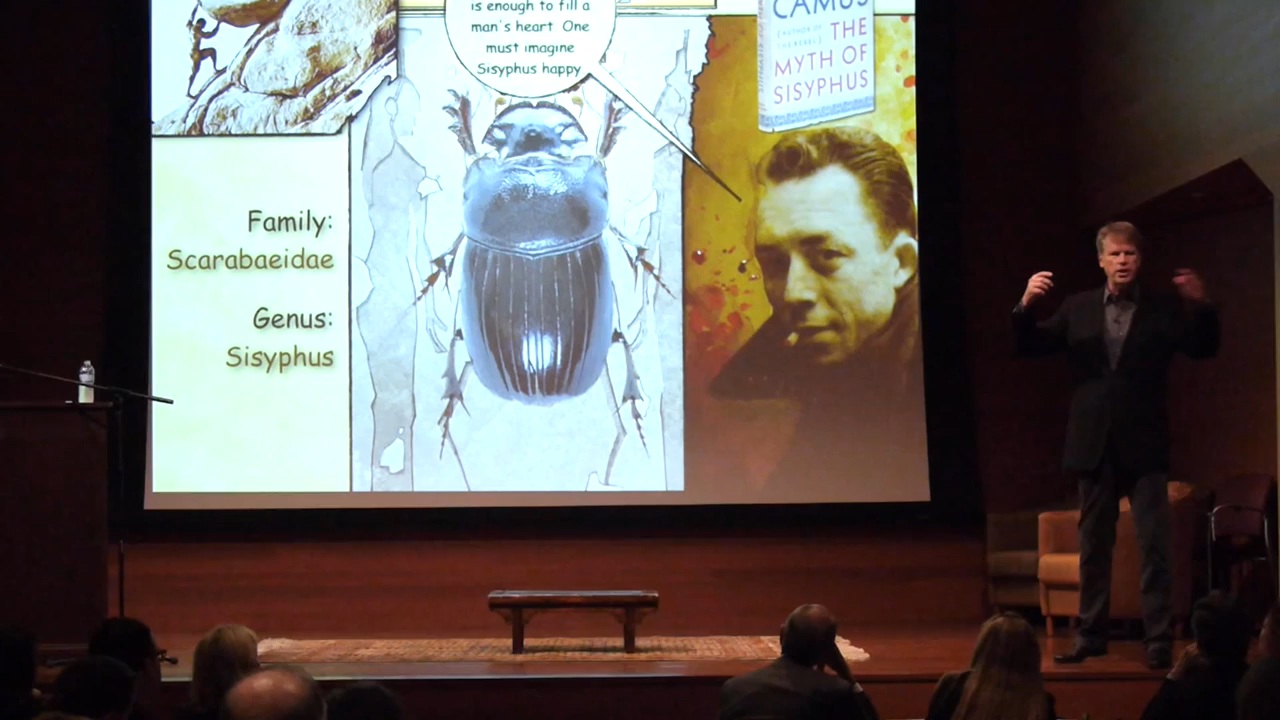 is enough to fill a
man's heart. One
must imagine
Sisyphus happy
CAMUS
THE
MYTH OF
SISYPHUS
Family:
Scarabaeidae
Genus:
Sisyphus